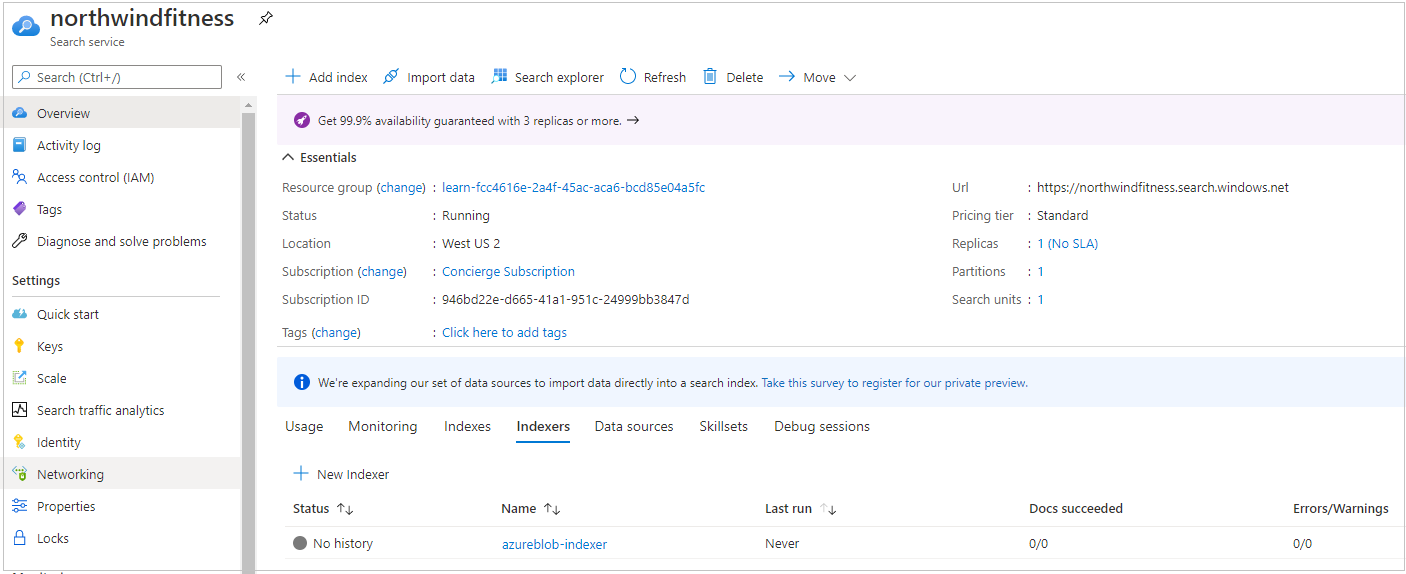 northwindfitness
Search service
Search (Ctrl+/)
«
Overview
Activity log
Access control (IAM)
Tags
Diagnose and solve problems
Settings
Quick start
Keys
Scale
Search traffic analytics
Identity
Networking
Properties
Locks
Add index Import data Search explorer Refresh Delete Move
Get 99.9% availability guaranteed with 3 replicas or more. →
Essentials
Resource group (change) : learn-fcc4616e-2a4f-45ac-aca6-bcd85e04a5fc
Status : Running
Location : West US 2
Subscription (change) : Concierge Subscription
Subscription ID : 946bd22e-d665-41a1-951c-24999bb3847d
Tags (change) : Click here to add tags
Url : https://northwindfitness.search.windows.net
Pricing tier : Standard
Replicas : 1 (No SLA)
Partitions : 1
Search units : 1
We're expanding our set of data sources to import data directly into a search index. Take this survey to register for our private preview.
Usage Monitoring Indexes Indexers Data sources Skillsets Debug sessions
New Indexer
Status ↑↓ Name ↑↓ Last run ↑↓ Docs succeeded Errors/Warnings
No history azureblob-indexer Never 0/0 0/0